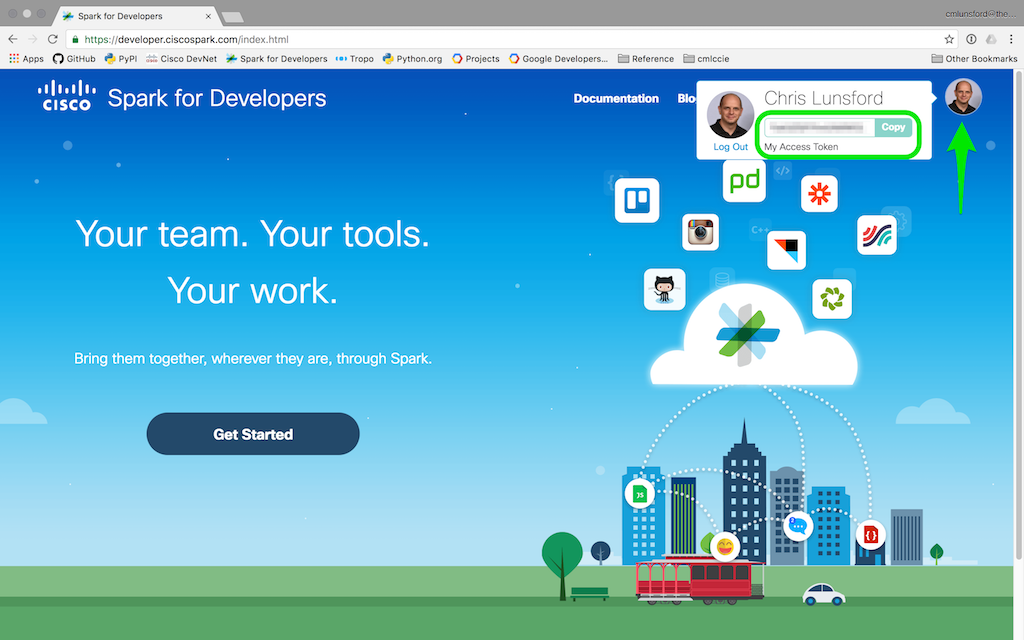 Spark for Developers
cmlunsford@the...
https://developer.ciscospark.com/index.html
Apps GitHub PyPI Cisco DevNet Spark for Developers Tropo Python.org Projects Google Developers... Reference cmlccie Other Bookmarks
CISCO Spark for Developers Documentation Blo
Chris Lunsford
Copy
Log Out My Access Token
pd
</>
C++
Your team. Your tools.
Your work.
Bring them together, wherever they are, through Spark.
Get Started
JS